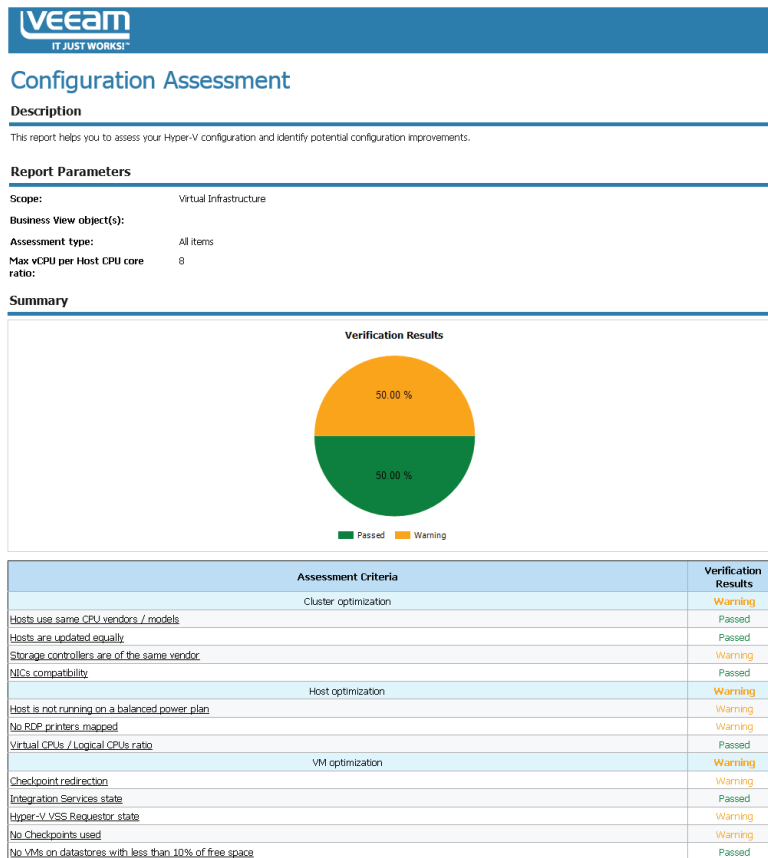 veeam
IT JUST WORKS!™
Configuration Assessment
Description
This report helps you to assess your Hyper-V configuration and identify potential configuration improvements.
Report Parameters
Scope: Virtual Infrastructure
Business View object(s):
Assessment type: All items
Max vCPU per Host CPU core 8
ratio:
Summary
Verification Results
50.00 %
50.00 %
Passed Warning
Assessment Criteria Verification
Results
Cluster optimization Warning
Hosts use same CPU vendors / models Passed
Hosts are updated equally Passed
Storage controllers are of the same vendor Warning
NICs compatibility Passed
Host optimization Warning
Host is not running on a balanced power plan Warning
No RDP printers mapped Warning
Virtual CPUs / Logical CPUs ratio Passed
VM optimization Warning
Checkpoint redirection Warning
Integration Services state Passed
Hyper-V VSS Requestor state Warning
No Checkpoints used Warning
No VMs on datastores with less than 10% of free space Passed